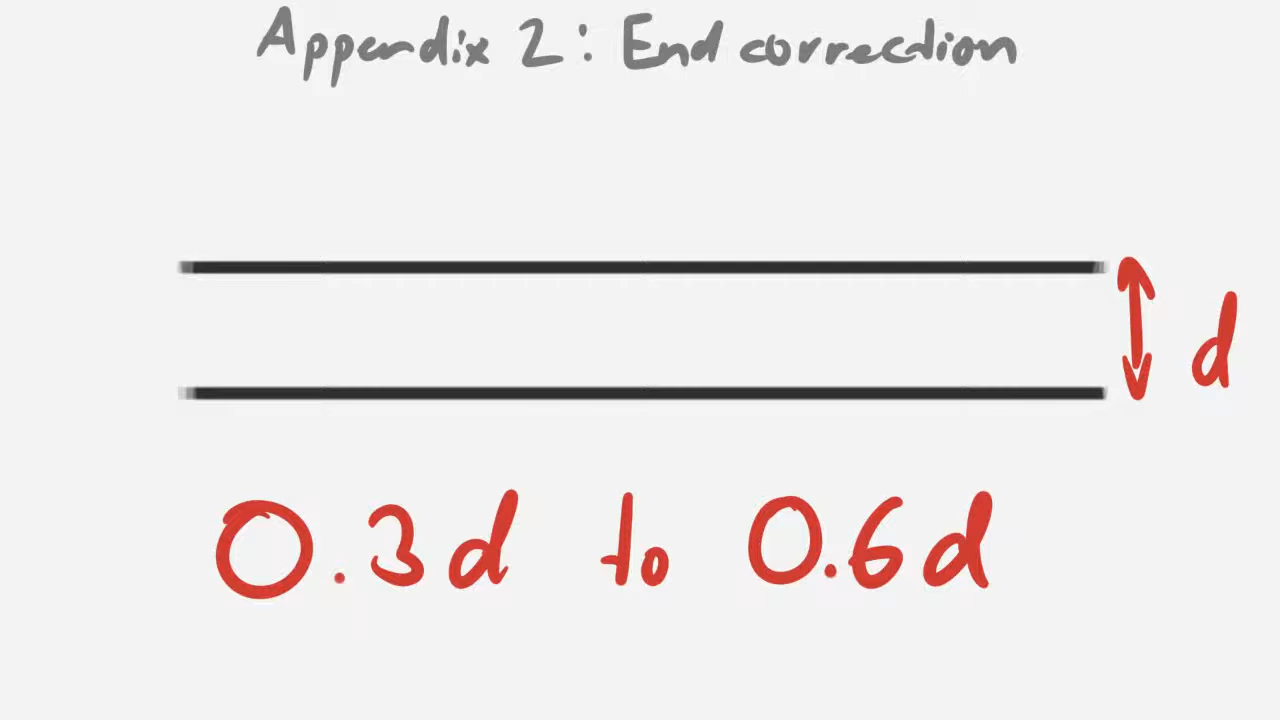 Appendix 2: End correction
d
0.3d to 0.6d